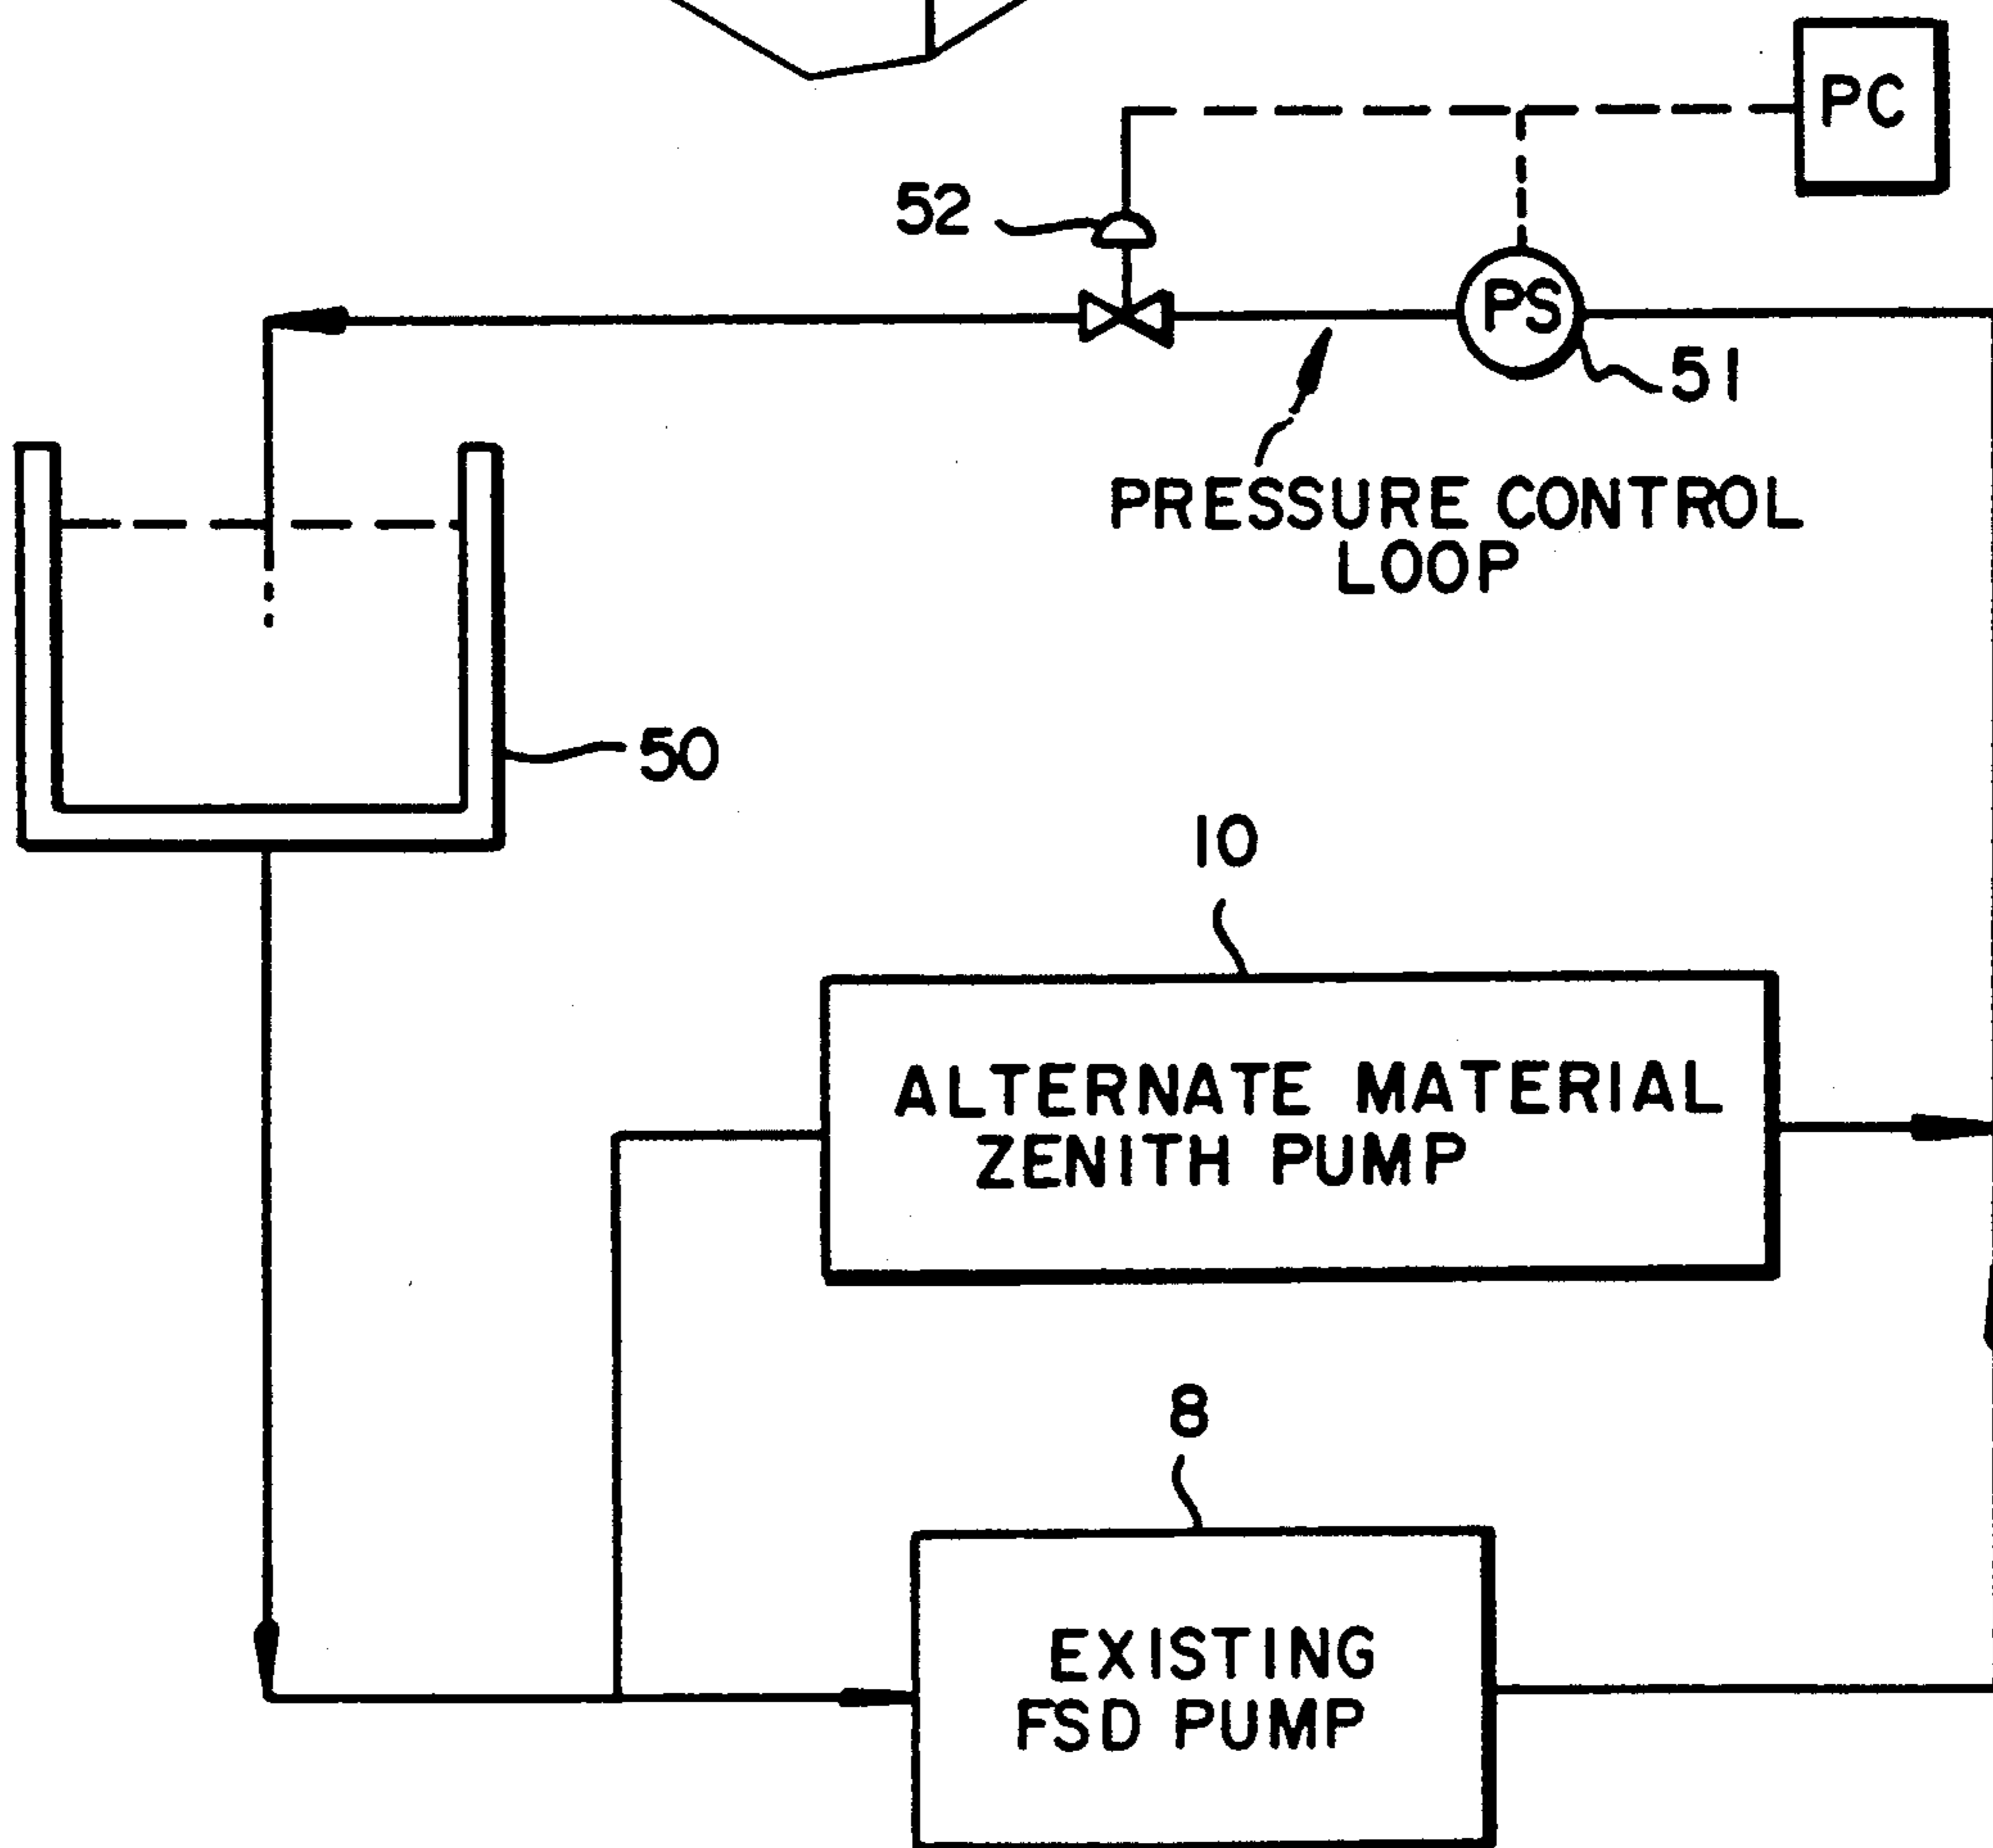 PC
52
PS
51
PRESSURE CONTROL
LOOP
50
10
ALTERNATE MATERIAL
ZENITH PUMP
8
EXISTING
FSD PUMP